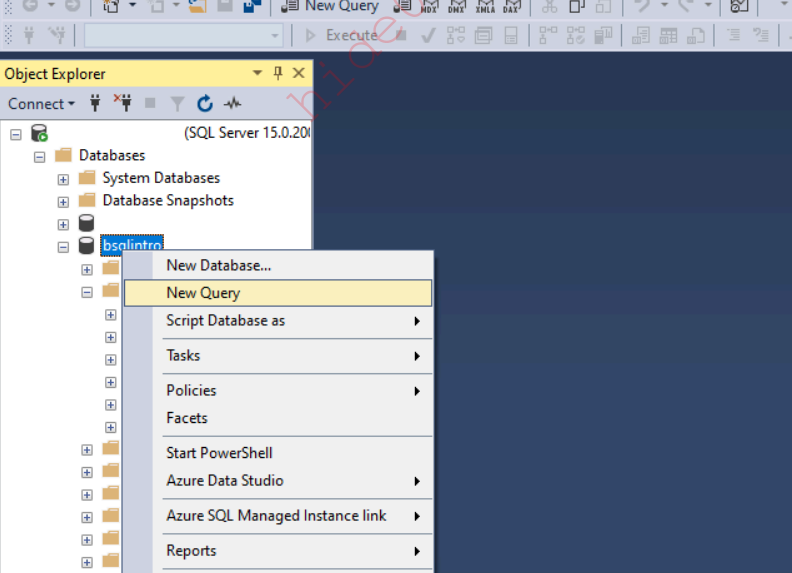 New Query
MDX DMX XMLA DAX
Execute
Object Explorer
Connect
(SQL Server 15.0.200
Databases
System Databases
Database Snapshots
bsqlintro
New Database...
New Query
Script Database as
Tasks
Policies
Facets
Start PowerShell
Azure Data Studio
Azure SQL Managed Instance link
Reports